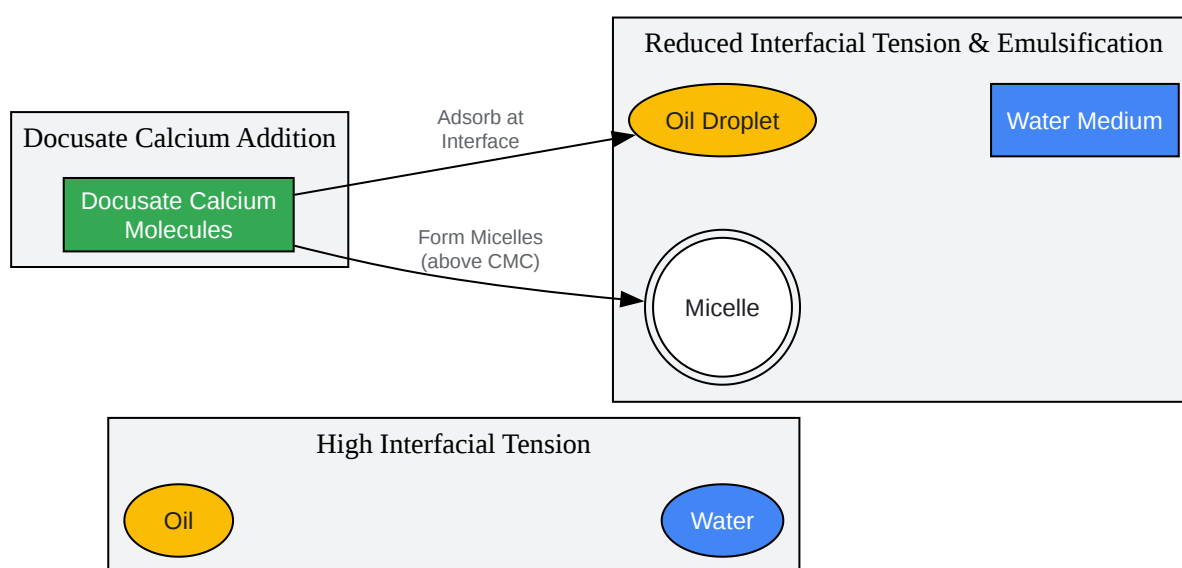 Docusate Calcium Addition
Docusate Calcium
Molecules
Adsorb at
Interface
Form Micelles
(above CMC)
Reduced Interfacial Tension & Emulsification
Oil Droplet
Water Medium
Micelle
High Interfacial Tension
Oil
Water